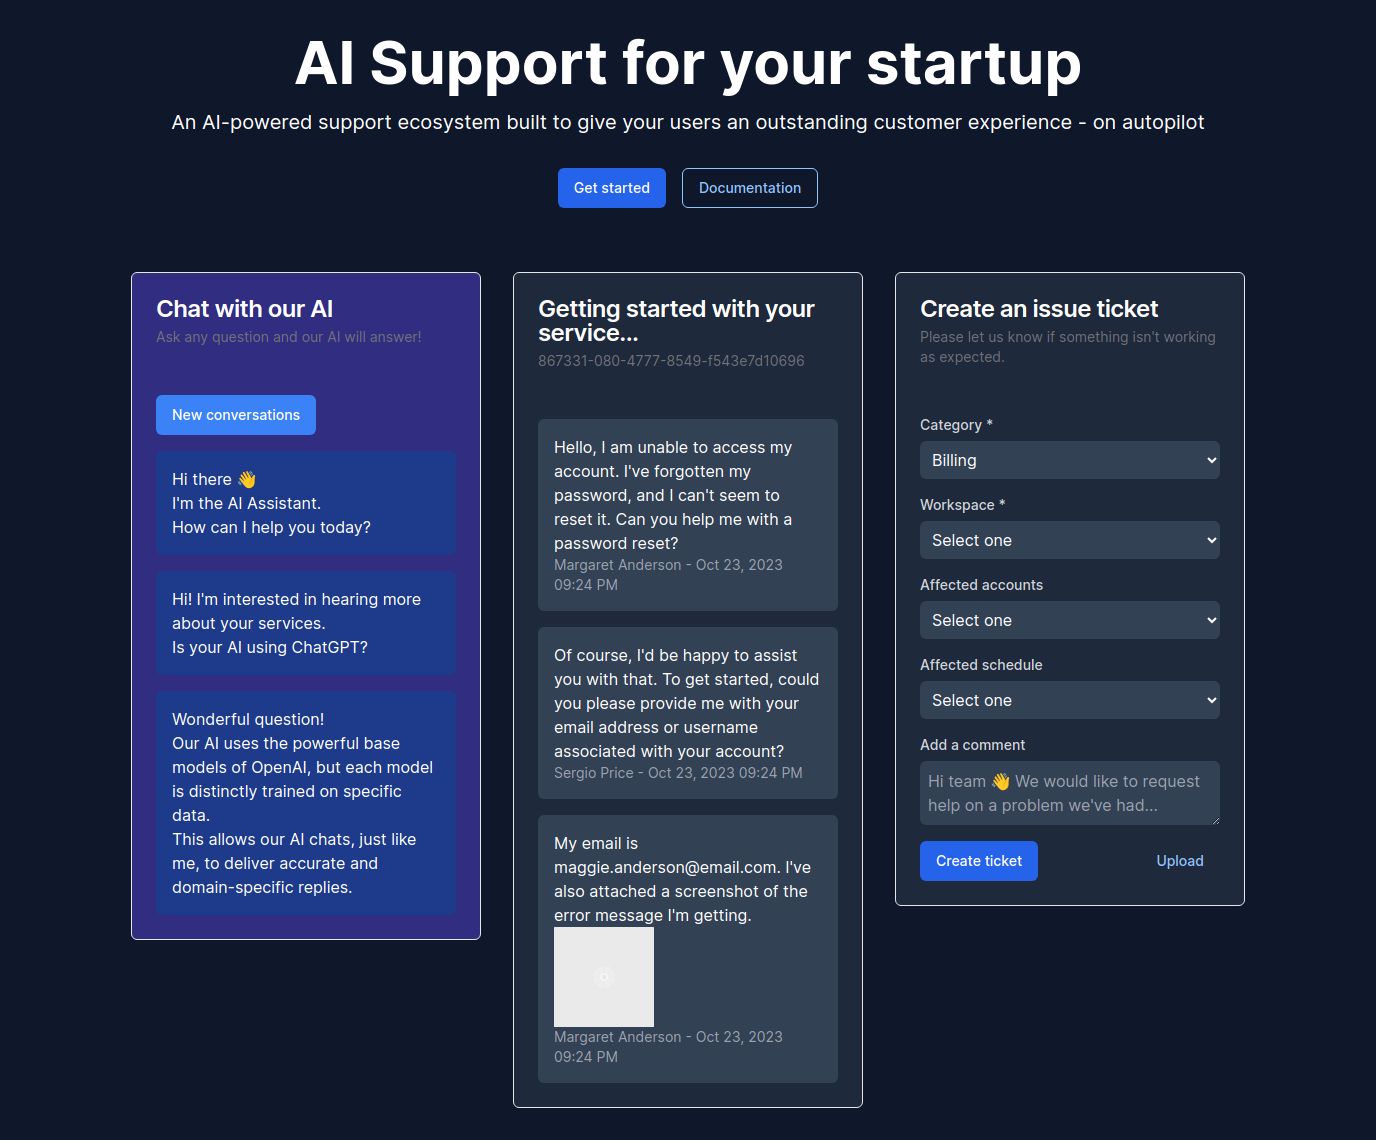 AI Support for your startup
An AI-powered support ecosystem built to give your users an outstanding customer experience - on autopilot
Get started
Documentation
Chat with our AI
Ask any question and our AI will answer!
New conversations
Hi there 👋
I'm the AI Assistant.
How can I help you today?
Hi! I'm interested in hearing more
about your services.
Is your AI using ChatGPT?
Wonderful question!
Our AI uses the powerful base
models of OpenAI, but each model
is distinctly trained on specific
data.
This allows our AI chats, just like
me, to deliver accurate and
domain-specific replies.
Getting started with your
service...
867331-080-4777-8549-f543e7d10696
Hello, I am unable to access my
account. I've forgotten my
password, and I can't seem to
reset it. Can you help me with a
password reset?
Margaret Anderson - Oct 23, 2023
09:24 PM
Of course, I'd be happy to assist
you with that. To get started, could
you please provide me with your
email address or username
associated with your account?
Sergio Price - Oct 23, 2023 09:24 PM
My email is
maggie.anderson@email.com. I've
also attached a screenshot of the
error message I'm getting.
Margaret Anderson - Oct 23, 2023
09:24 PM
Create an issue ticket
Please let us know if something isn't working
as expected.
Category *
Billing
Workspace *
Select one
Affected accounts
Select one
Affected schedule
Select one
Add a comment
Hi team 👋 We would like to request
help on a problem we've had...
Create ticket
Upload